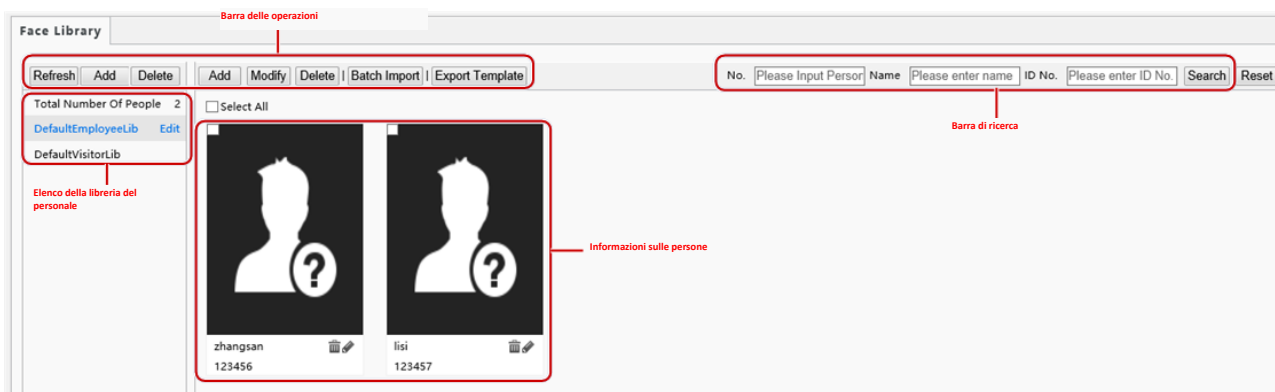 Barra delle operazioni
Face Library
Refresh Add Delete Add Modify Delete | Batch Import | Export Template No. Please Input Person Name Please enter name ID No. Please enter ID No. Search Reset
Total Number Of People 2
Select All
DefaultEmployeeLib Edit
Barra di ricerca
DefaultVisitorLib
Elenco della libreria del
personale
Informazioni sulle persone
?
?
zhangsan
lisi
123456
123457